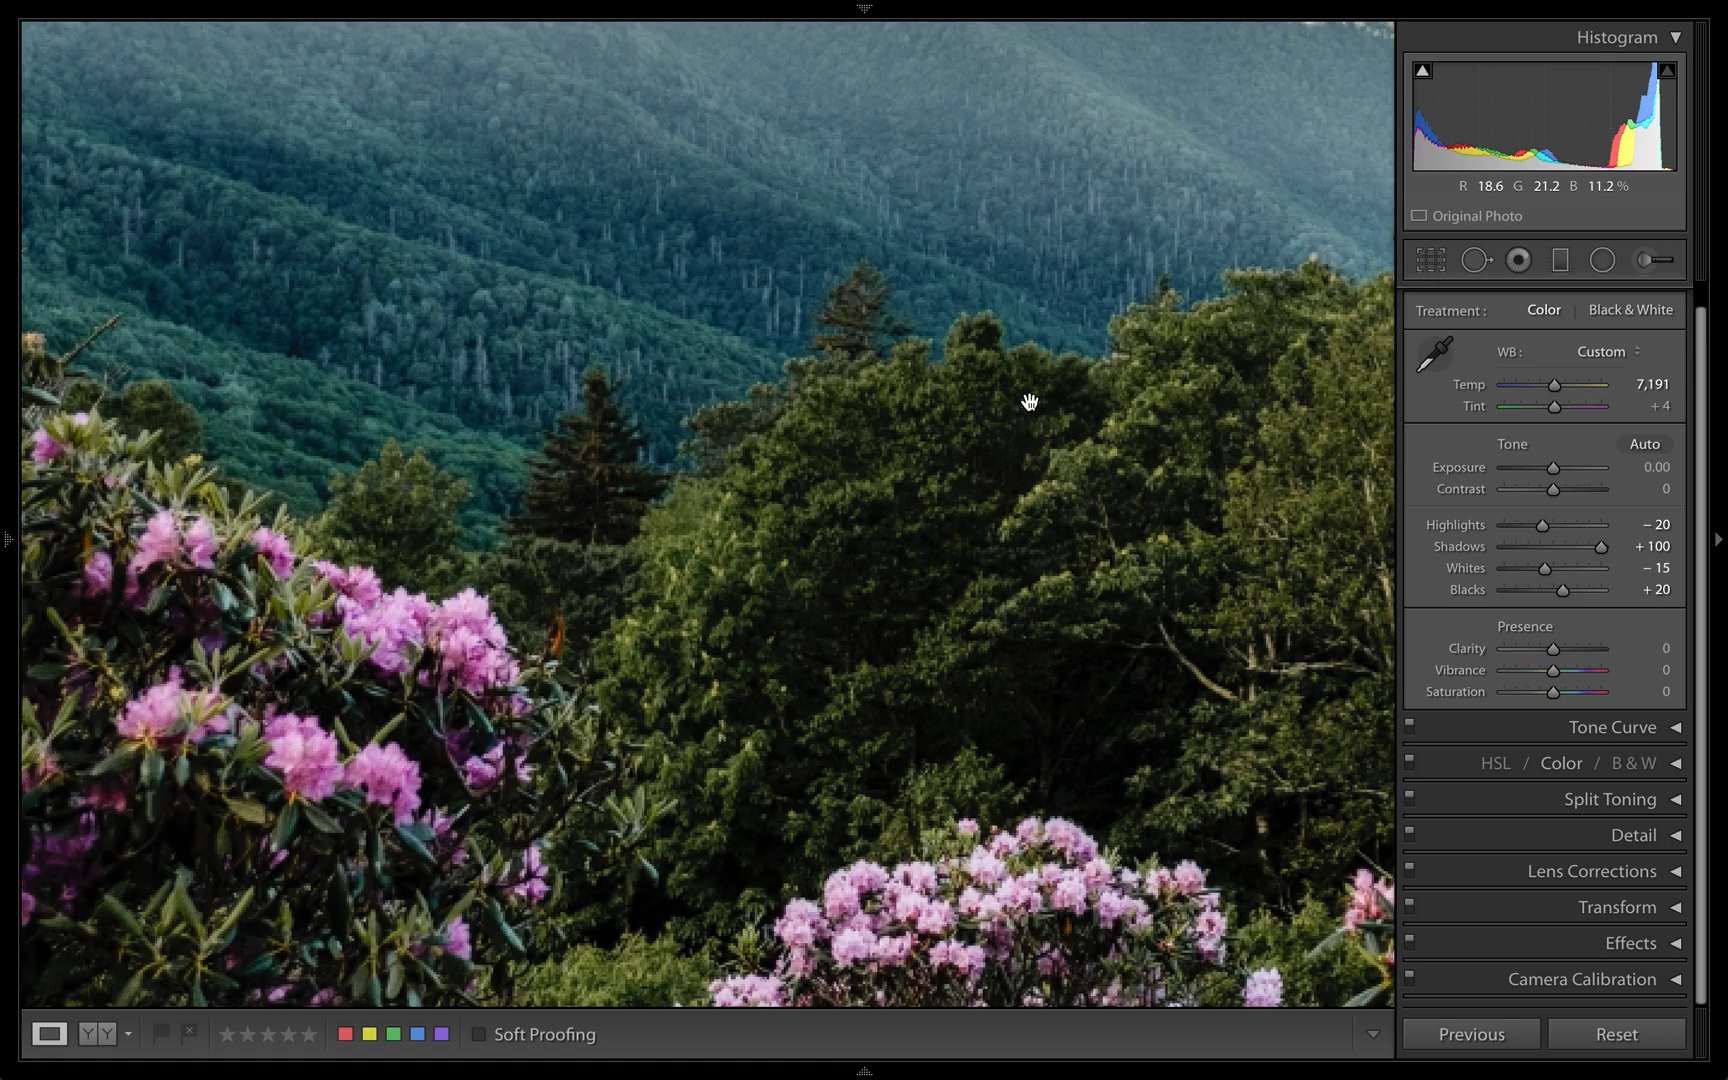 Histogram
R 18.6 G 21.2 B 11.2 %
Original Photo
Treatment : Color | Black & White
WB : Custom
Temp 7,191
Tint + 4
Tone Auto
Exposure 0.00
Contrast 0
Highlights – 20
Shadows + 100
Whites – 15
Blacks + 20
Presence
Clarity 0
Vibrance 0
Saturation 0
Tone Curve
HSL / Color / B & W
Split Toning
Detail
Lens Corrections
Transform
Effects
Camera Calibration
YY Soft Proofing Previous Reset